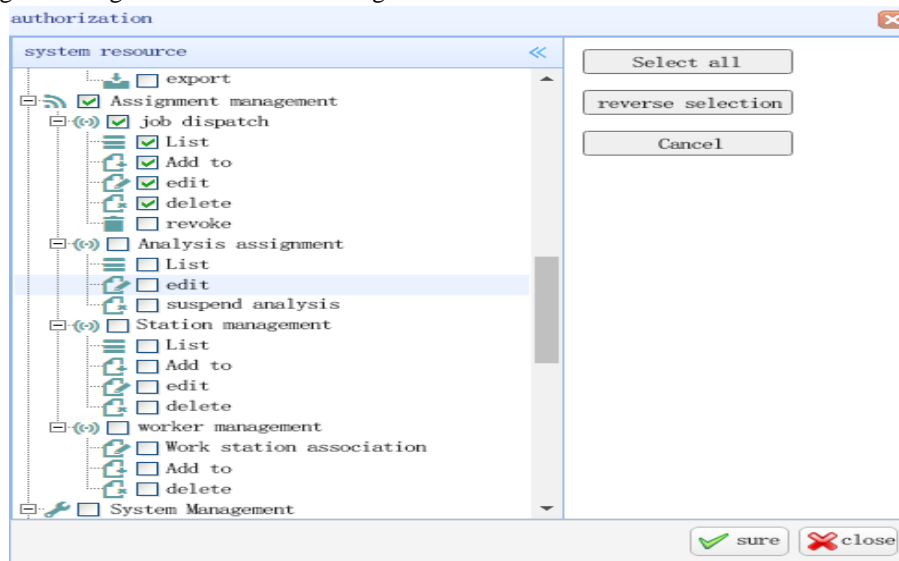 authorization
system resource
export
Assignment management
job dispatch
List
Add to
edit
delete
revoke
Analysis assignment
List
edit
suspend analysis
Station management
List
Add to
edit
delete
worker management
Work station association
Add to
delete
System Management
Select all
reverse selection
Cancel
sure
close